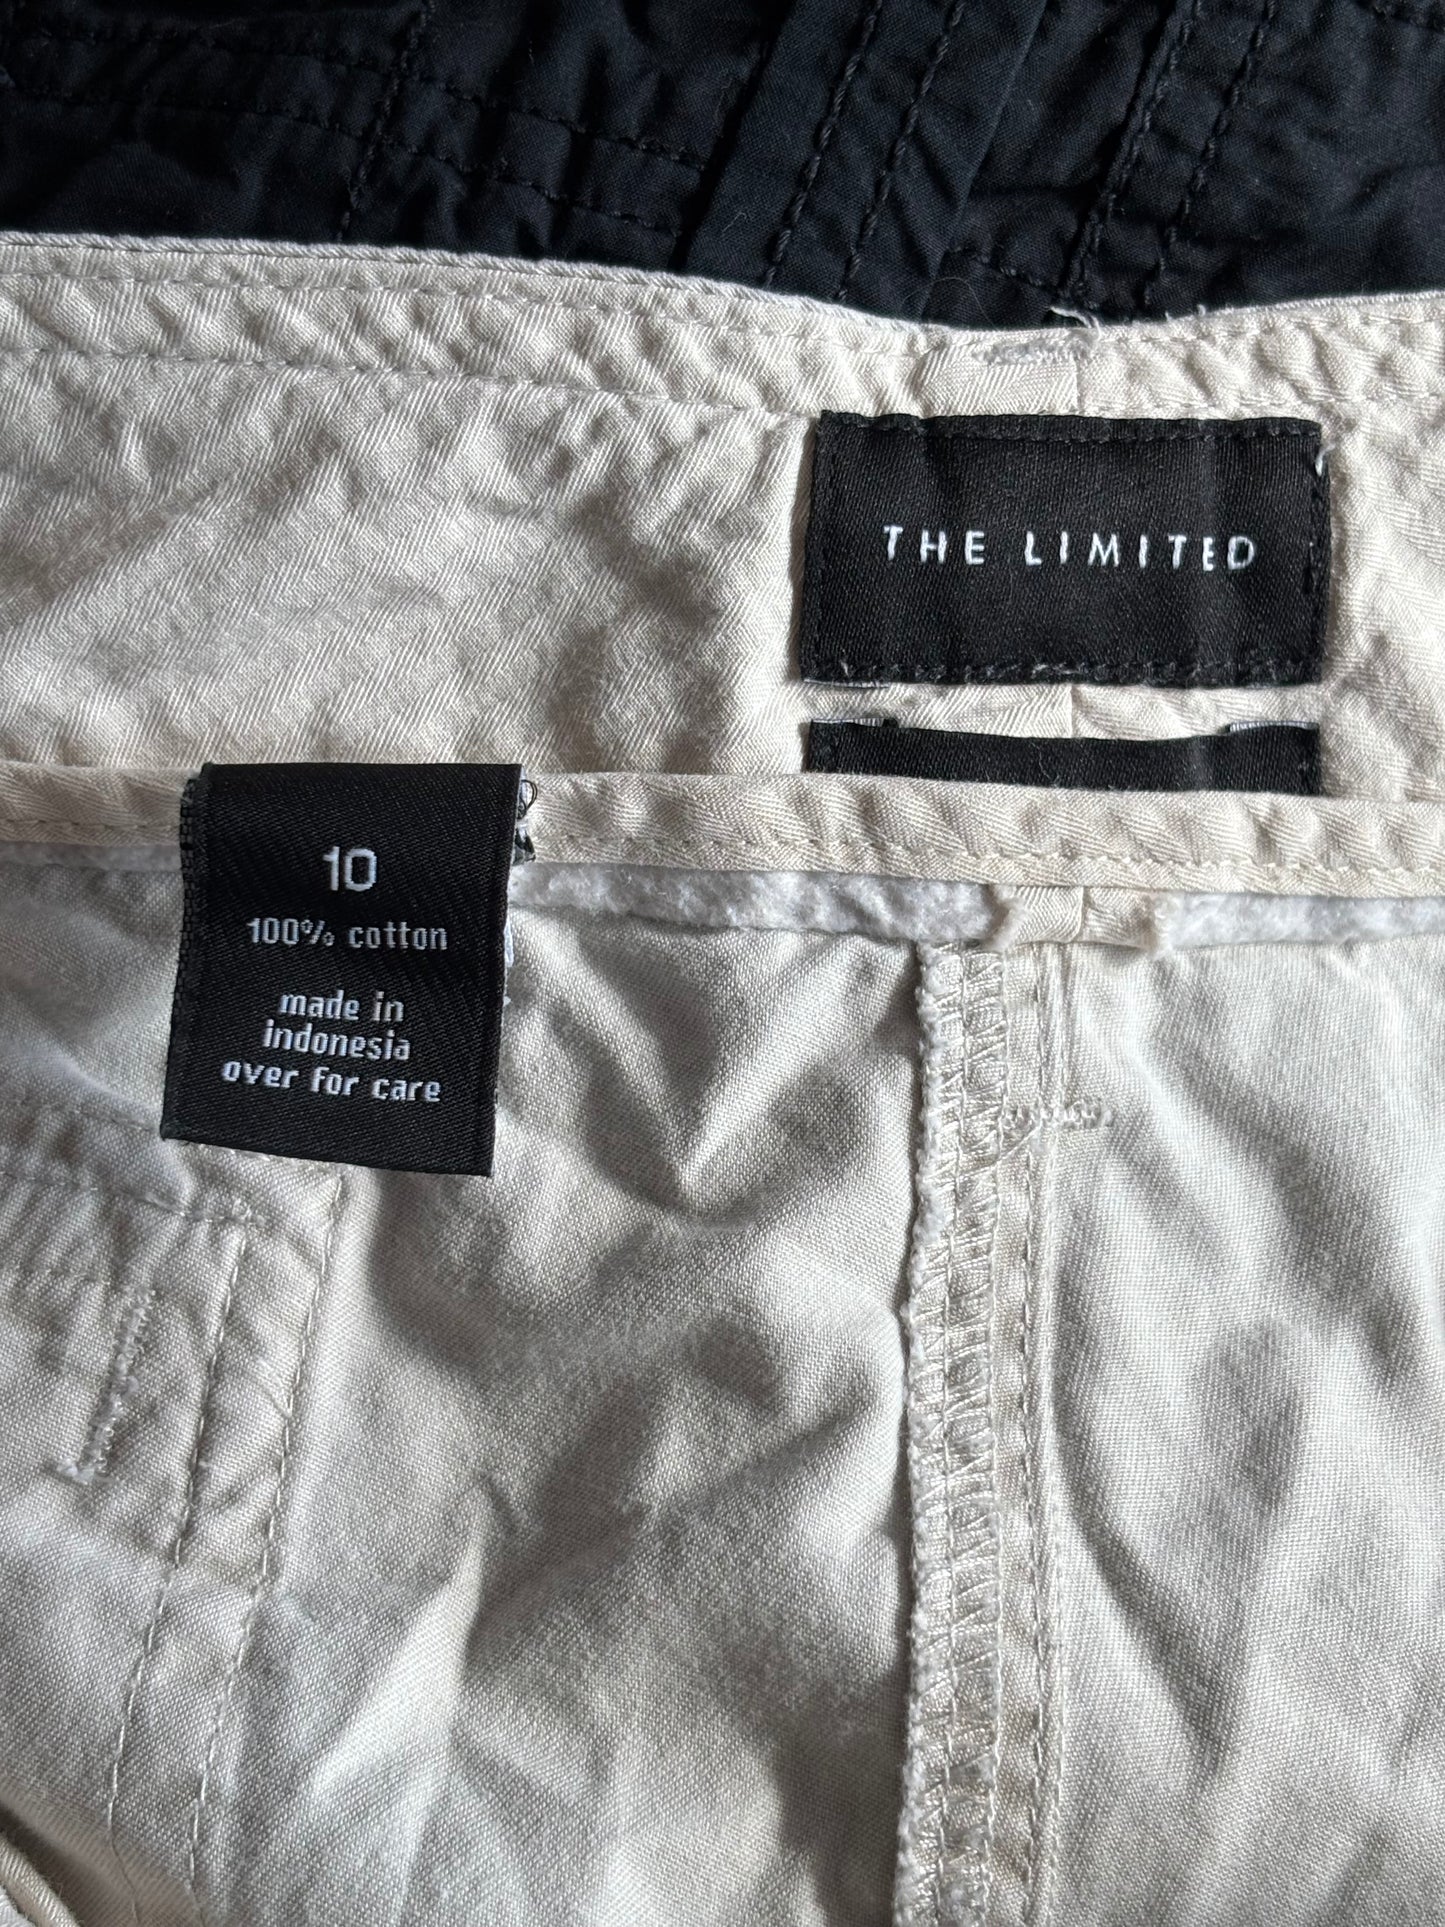 THE LIMITED
10
100% cotton
made in
indonesia
over for care